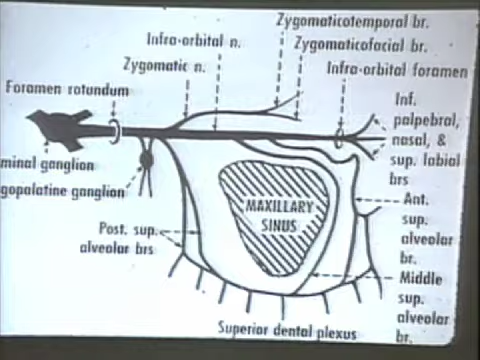 Zygomaticotemporal br.
Infra-orbital n.
Zygomaticofacial br.
Zygomatic n.
Infra-orbital foramen
Foramen rotundum
Inf.
palpebral,
nasal, &
sup. labial
brs
minal ganglion
gopalatine ganglion
MAXILLARY
SINUS
Ant.
sup.
alveolar
br.
Post. sup.
alveolar brs
Middle
sup.
alveolar
br.
Superior dental plexus